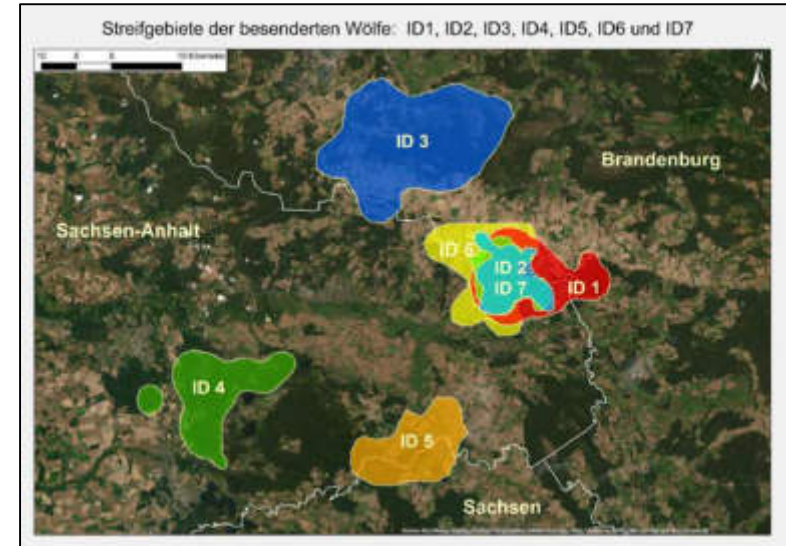 Streifgebiete der besenderten Wölfe: ID1, ID2, ID3, ID4, ID5, ID6 und ID7
N
ID 3
Brandenburg
Sachsen-Anhalt
ID 6
ID 2
ID 7
ID 1
ID 4
ID 5
Sachsen